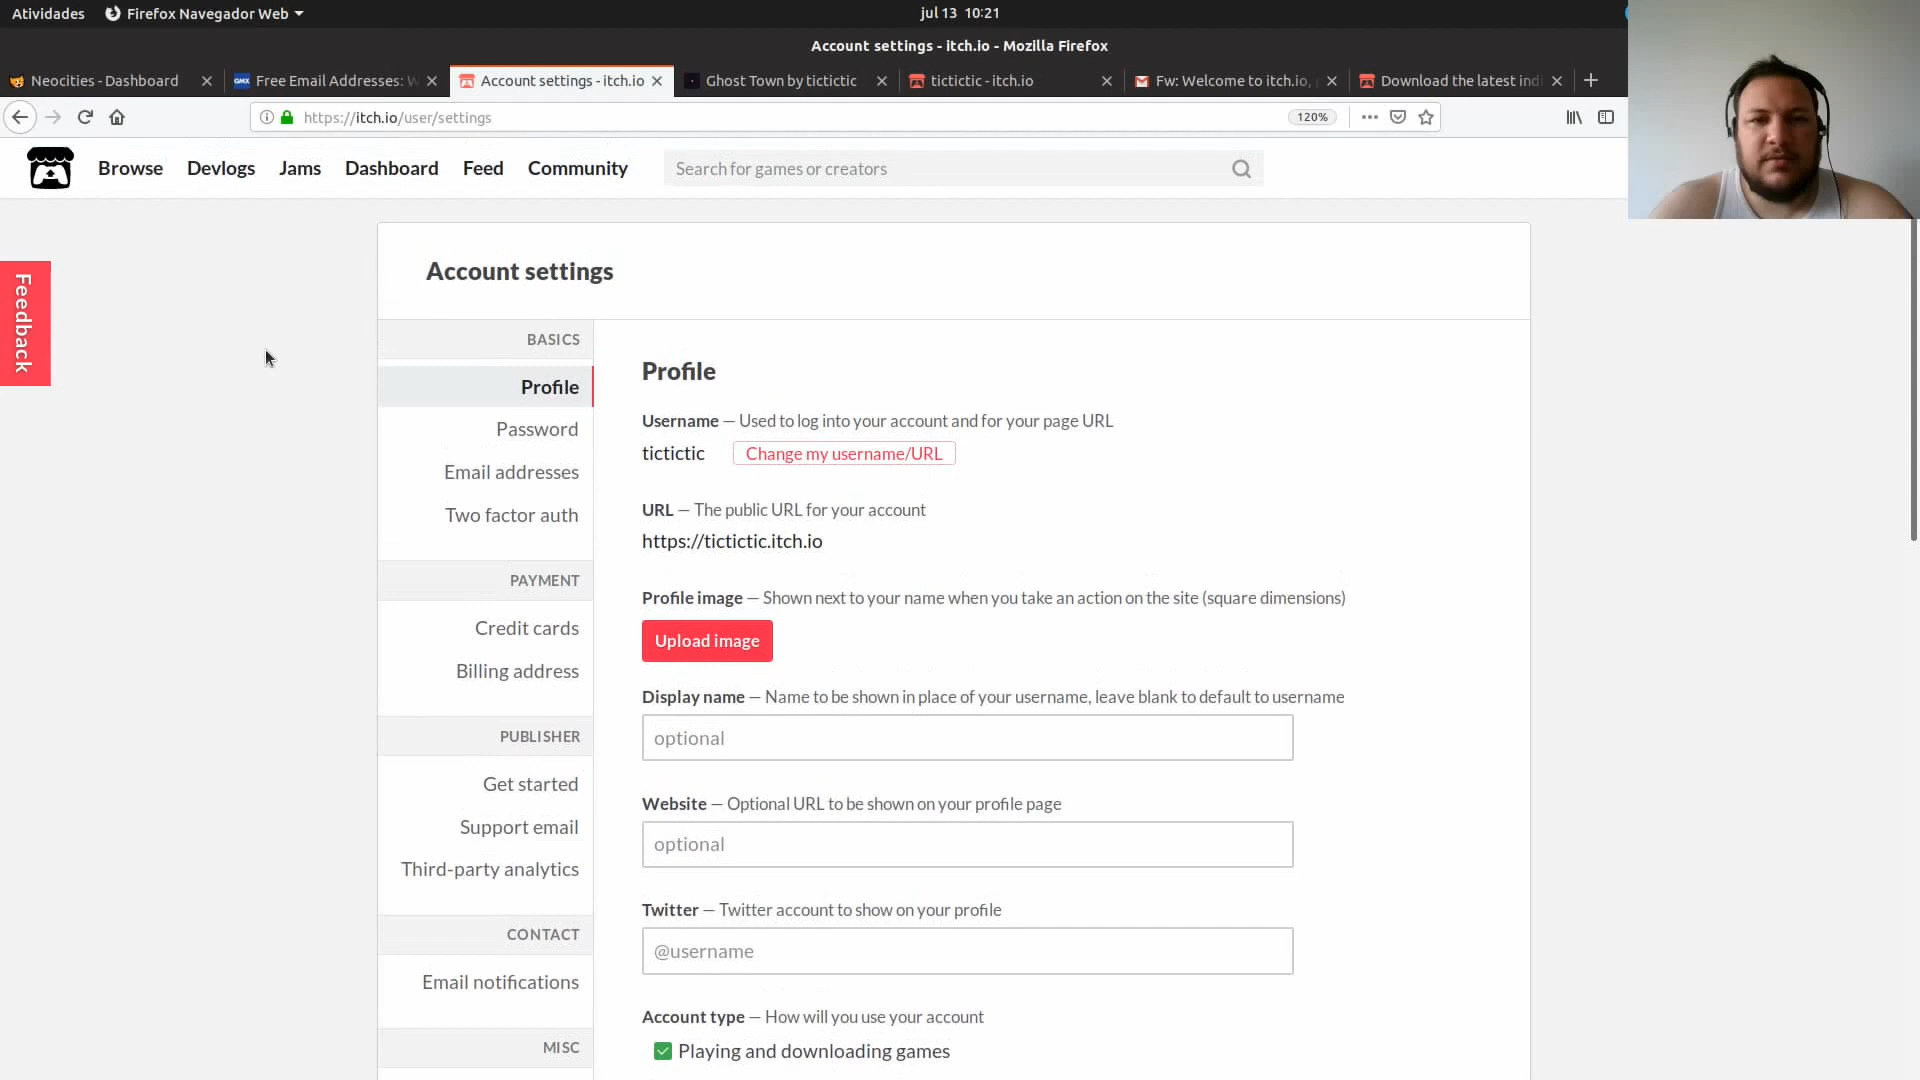 Atividades Firefox Navegador Web jul 13 10:21
Account settings - itch.io - Mozilla Firefox
Neocities - Dashboard Free Email Addresses: W Account settings - itch.io Ghost Town by tictictic tictictic - itch.io Fw: Welcome to itch.io, Download the latest indi
https://itch.io/user/settings 120%
Browse Devlogs Jams Dashboard Feed Community Search for games or creators
Feedback
Account settings
BASICS
Profile
Password
Email addresses
Two factor auth
PAYMENT
Credit cards
Billing address
PUBLISHER
Get started
Support email
Third-party analytics
CONTACT
Email notifications
MISC
Profile
Username — Used to log into your account and for your page URL
tictictic Change my username/URL
URL — The public URL for your account
https://tictictic.itch.io
Profile image — Shown next to your name when you take an action on the site (square dimensions)
Upload image
Display name — Name to be shown in place of your username, leave blank to default to username
optional
Website — Optional URL to be shown on your profile page
optional
Twitter — Twitter account to show on your profile
@username
Account type — How will you use your account
Playing and downloading games